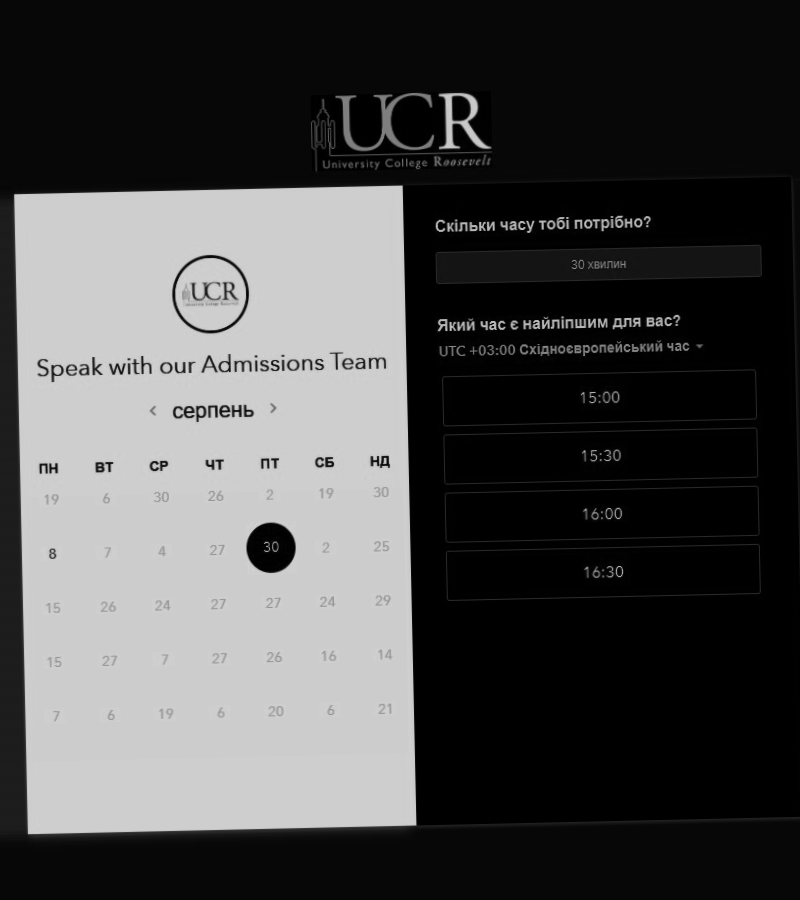 UCR
University College Roosevelt
UCR
Speak with our Admissions Team
серпень
ПН ВТ СР ЧТ ПТ СБ НД
19 6 30 26 2 19 30
8 7 4 27 30 2 25
15 26 24 27 27 24 29
15 27 7 27 26 16 14
7 6 19 6 20 6 21
Скільки часу тобі потрібно?
30 хвилин
Який час є найліпшим для вас?
UTC +03:00 Східноєвропейський час
15:00
15:30
16:00
16:30